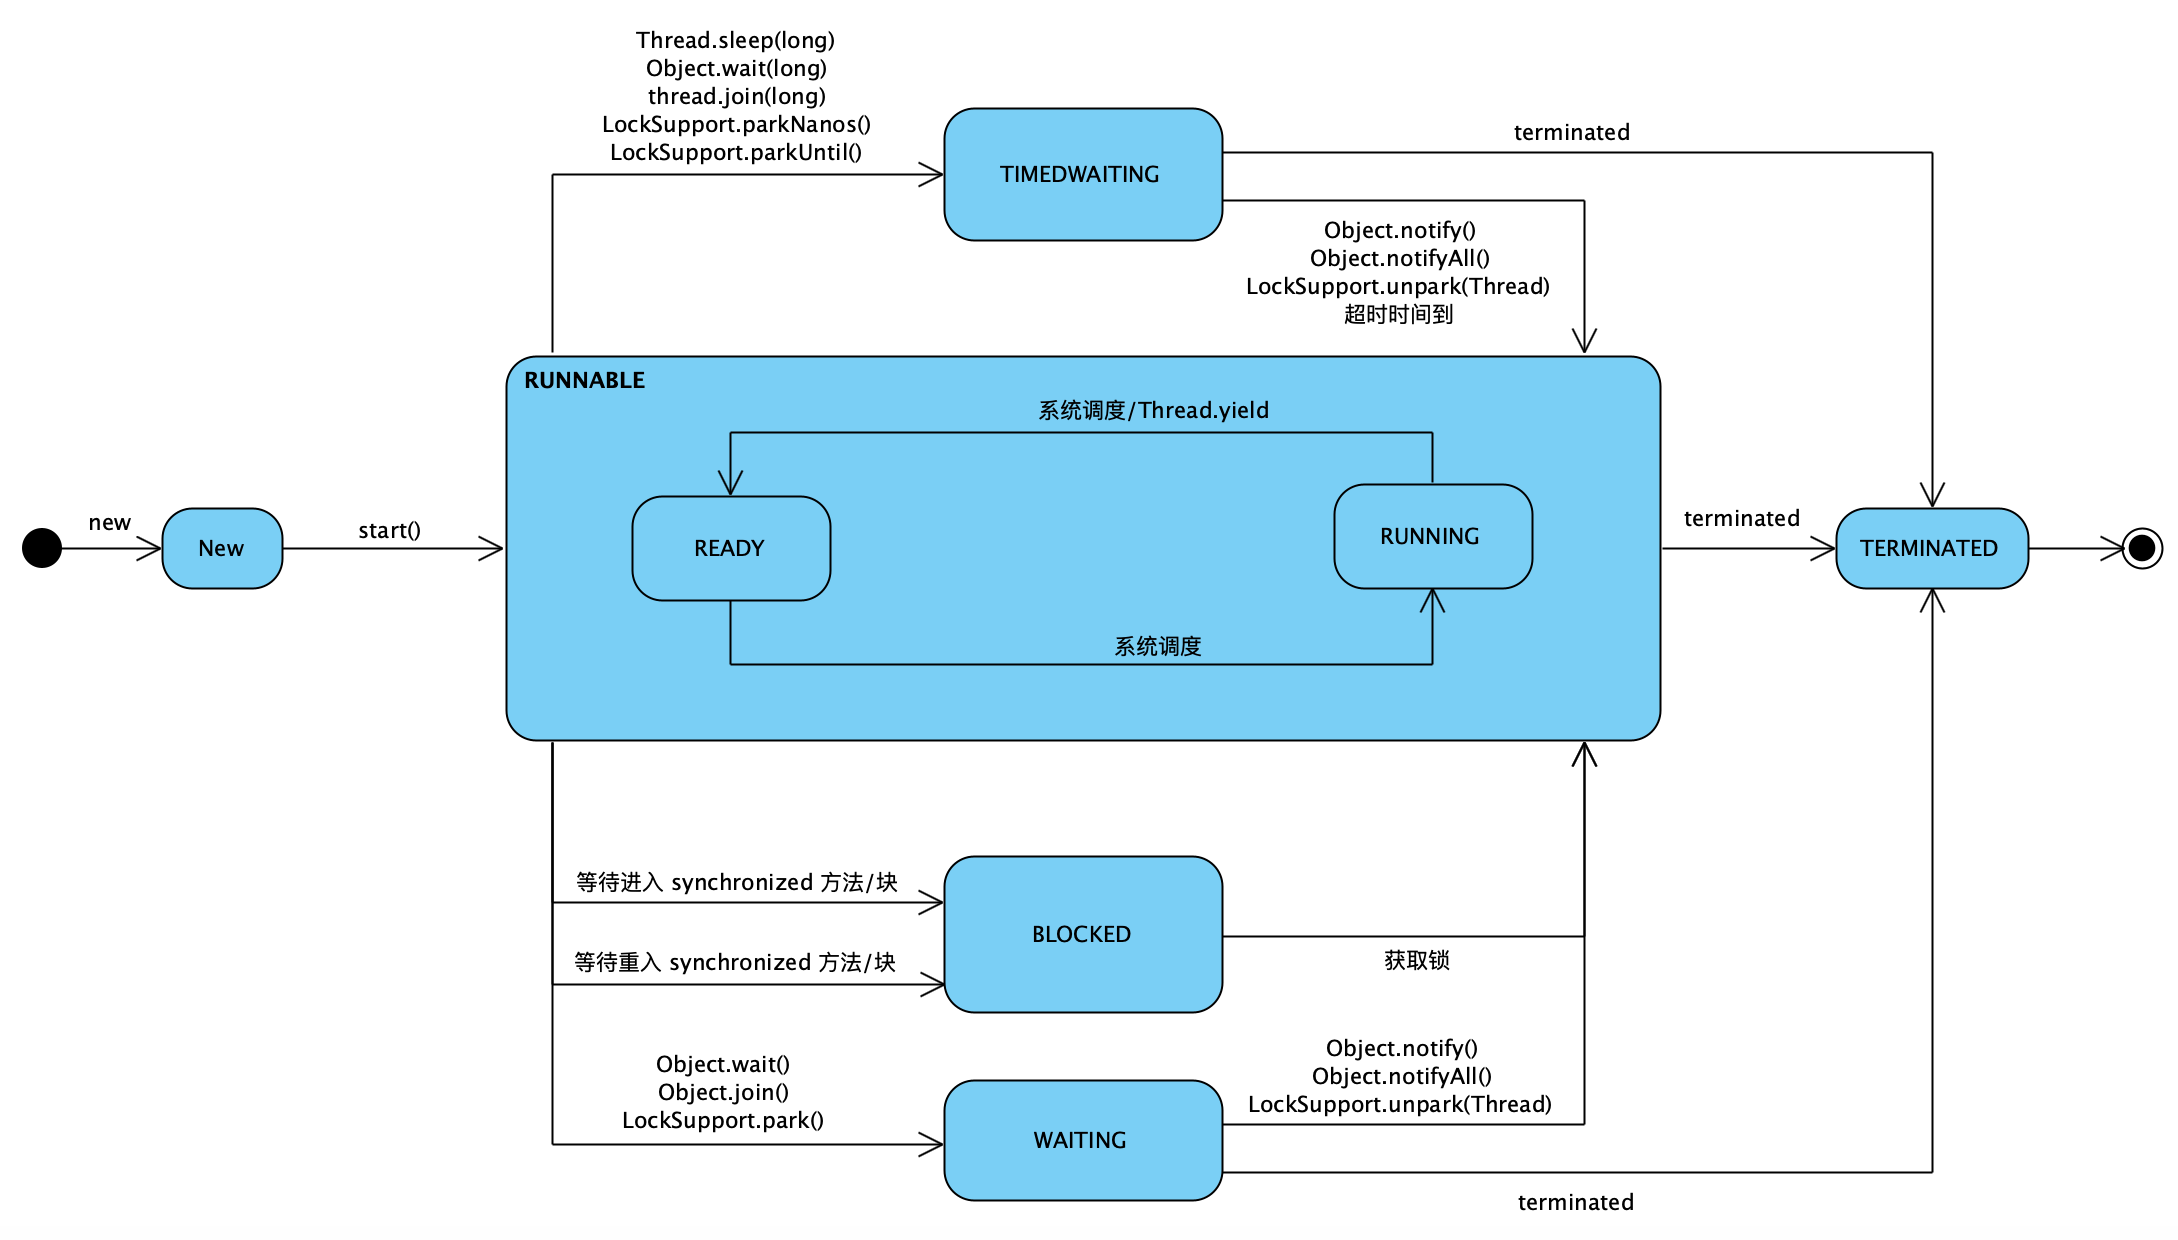 Thread.sleep(long)
Object.wait(long)
thread.join(long)
LockSupport.parkNanos()
LockSupport.parkUntil()
TIMEDWAITING
terminated
Object.notify()
Object.notifyAll()
LockSupport.unpark(Thread)
超时时间到
RUNNABLE
系统调度/Thread.yield
new
New
start()
READY
RUNNING
terminated
TERMINATED
系统调度
等待进入 synchronized 方法/块
BLOCKED
等待重入 synchronized 方法/块
获取锁
Object.wait()
Object.join()
LockSupport.park()
WAITING
Object.notify()
Object.notifyAll()
LockSupport.unpark(Thread)
terminated